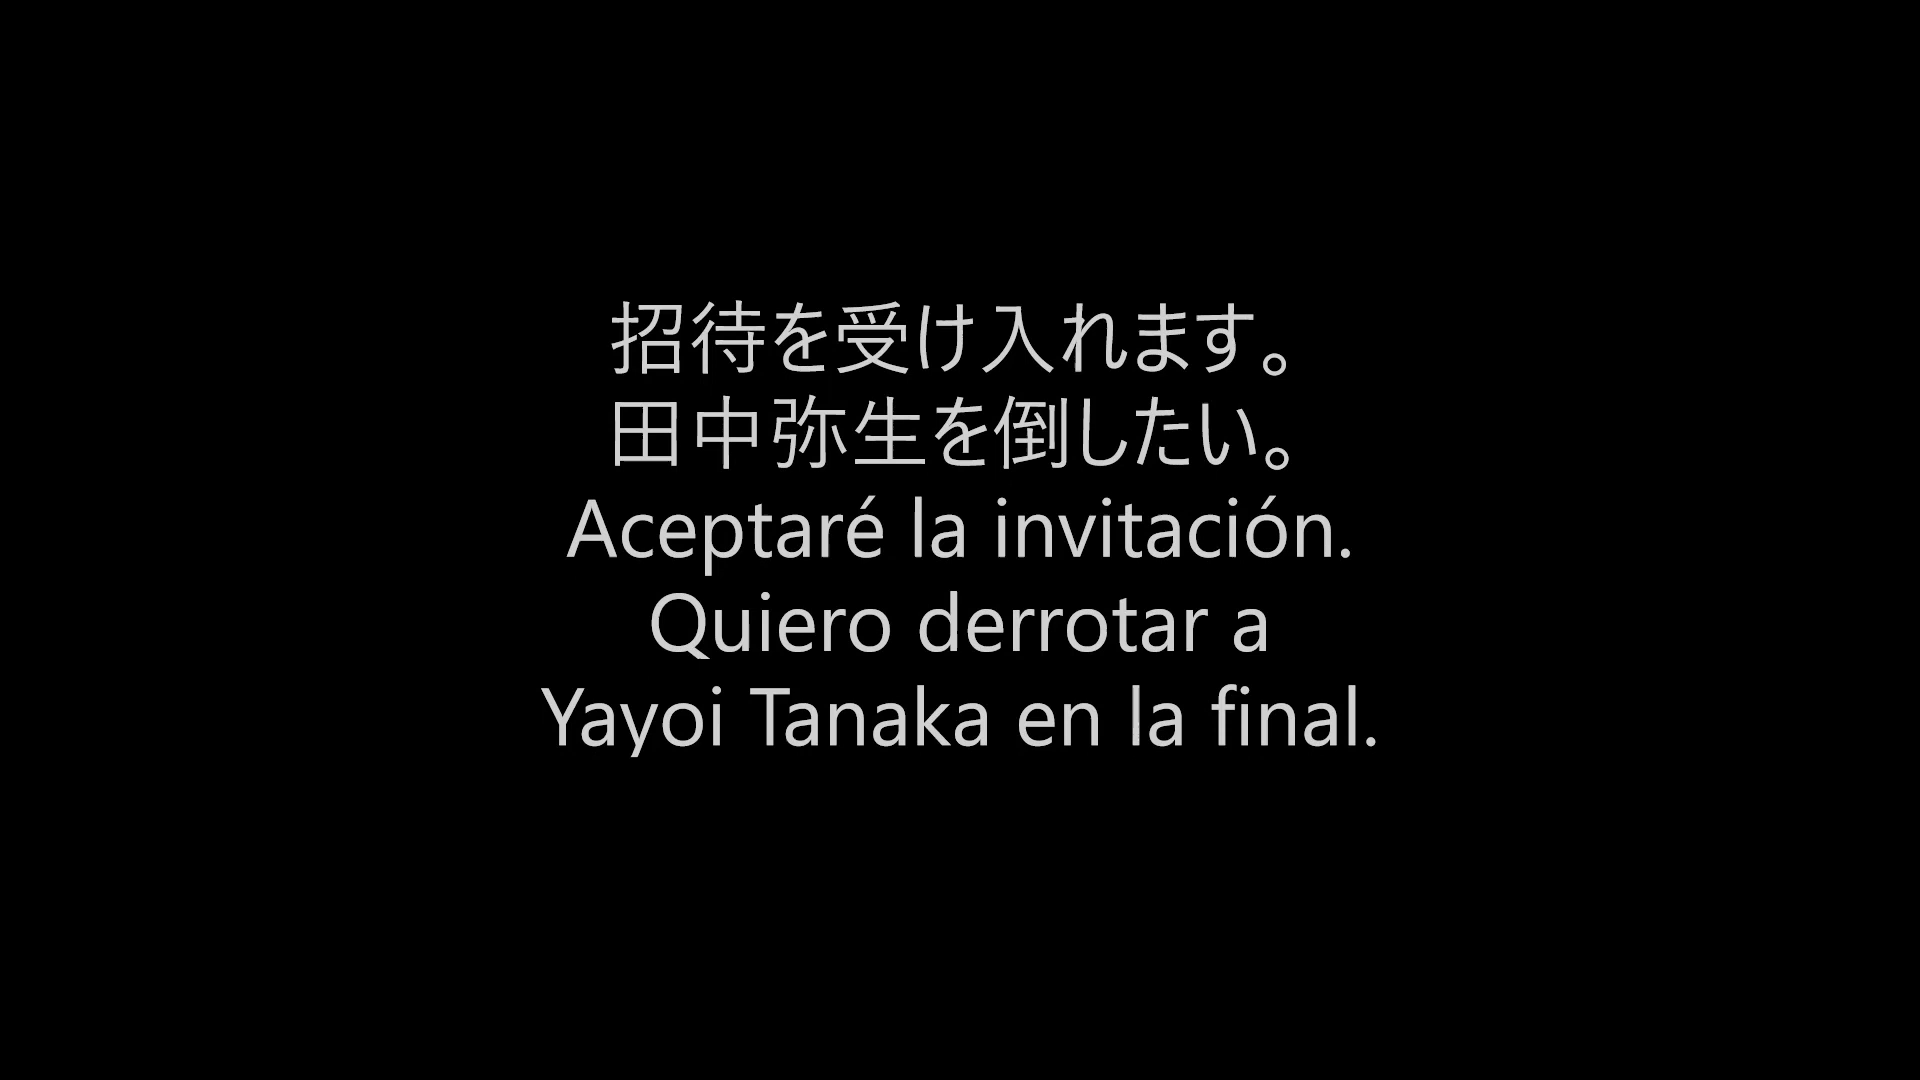 招待を受け入れます。
田中弥生を倒したい。
Aceptaré la invitación.
Quiero derrotar a
Yayoi Tanaka en la final.